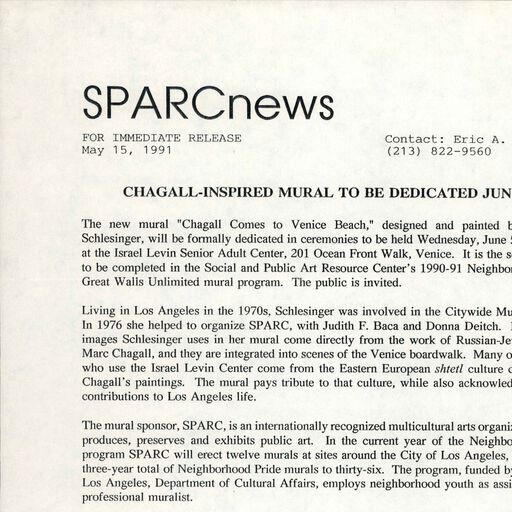 SPARCnews
FOR IMMEDIATE RELEASE
May 15, 1991
Contact: Eric A.
(213) 822-9560
CHAGALL-INSPIRED MURAL TO BE DEDICATED JUN
The new mural "Chagall Comes to Venice Beach," designed and painted b
Schlesinger, will be formally dedicated in ceremonies to be held Wednesday, June
at the Israel Levin Senior Adult Center, 201 Ocean Front Walk, Venice. It is the s
to be completed in the Social and Public Art Resource Center's 1990-91 Neighbor
Great Walls Unlimited mural program. The public is invited.
Living in Los Angeles in the 1970s, Schlesinger was involved in the Citywide Mu
In 1976 she helped to organize SPARC, with Judith F. Baca and Donna Deitch.
images Schlesinger uses in her mural come directly from the work of Russian-Je
Marc Chagall, and they are integrated into scenes of the Venice boardwalk. Many o
who use the Israel Levin Center come from the Eastern European shtetl culture
Chagall's paintings. The mural pays tribute to that culture, while also acknowled
contributions to Los Angeles life.
The mural sponsor, SPARC, is an internationally recognized multicultural arts organi
produces, preserves and exhibits public art. In the current year of the Neighbo
program SPARC will erect twelve murals at sites around the City of Los Angeles,
three-year total of Neighborhood Pride murals to thirty-six. The program, funded b
Los Angeles, Department of Cultural Affairs, employs neighborhood youth as assi
professional muralist.